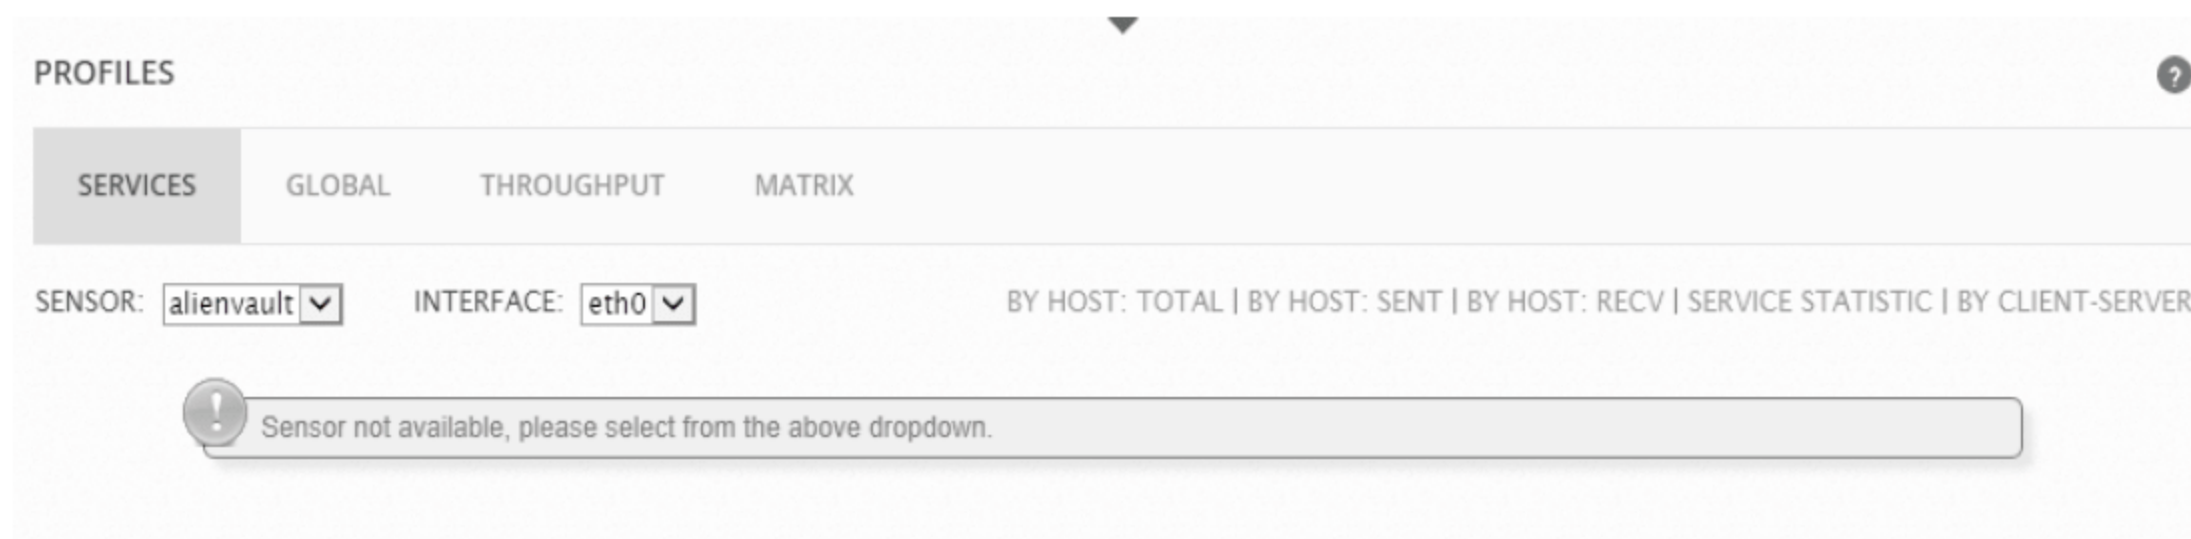 PROFILES
?
SERVICES GLOBAL THROUGHPUT MATRIX
SENSOR: alienvault INTERFACE: eth0 BY HOST: TOTAL | BY HOST: SENT | BY HOST: RECV | SERVICE STATISTIC | BY CLIENT-SERVER
! Sensor not available, please select from the above dropdown.